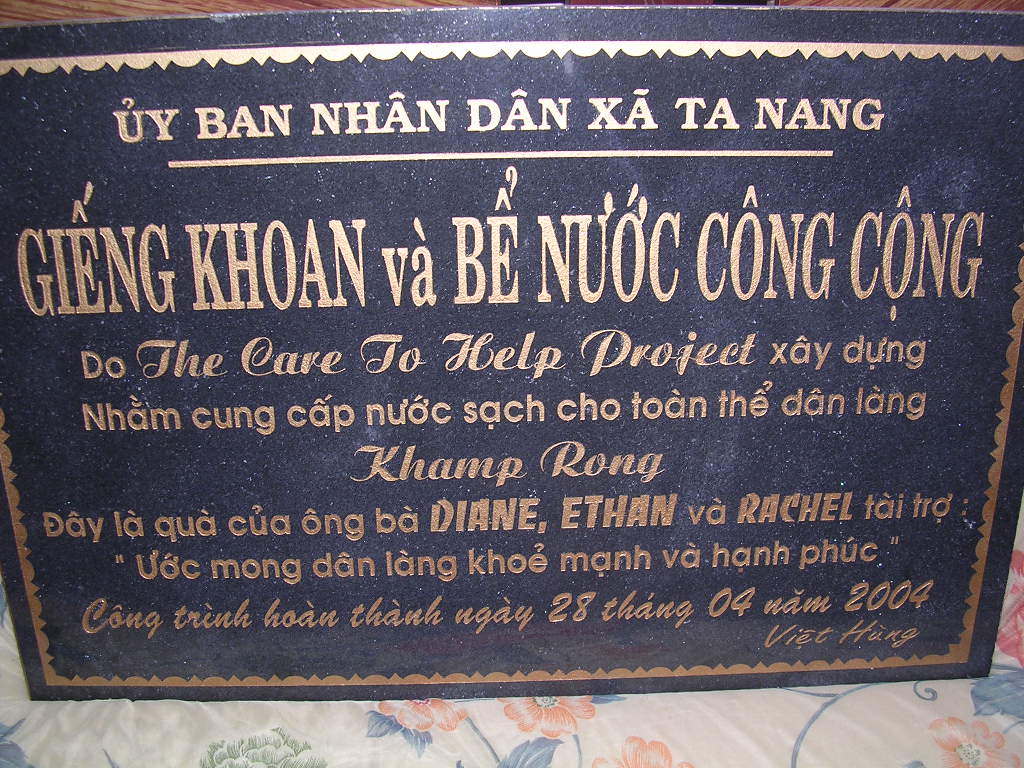 ỦY BAN NHÂN DÂN XÃ TA NANG
GIẾNG KHOAN và BỂ NƯỚC CÔNG CỘNG
Do The Care To Help Project xây dựng
Nhằm cung cấp nước sạch cho toàn thể dân làng
Khamp Rong
Đây là quà của ông bà DIANE, ETHAN và RACHEL tài trợ :
" Ước mong dân làng khoẻ mạnh và hạnh phúc "
Công trình hoàn thành ngày 28 tháng 04 năm 2004
Việt Hùng